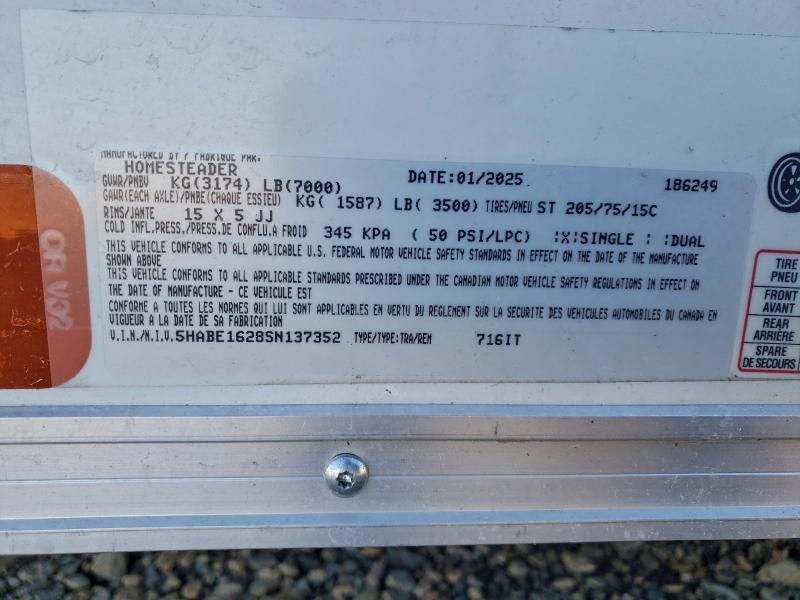 MANUFACTURED BY / FABRIQUE PAR.
HOMESTEADER DATE:01/2025 186249
GVWR/PNBV KG(3174) LB(7000)
GAWR(EACH AXLE)/PNBE(CHAQUE ESSIEU) KG( 1587) LB( 3500) TIRES/PNEU ST 205/75/15C
RIMS/JANTE 15 X 5 JJ
COLD INFL.PRESS./PRESS.DE CONFLU.A FROID 345 KPA ( 50 PSI/LPC) :X:SINGLE : :DUAL
THIS VEHICLE CONFORMS TO ALL APPLICABLE U.S. FEDERAL MOTOR VEHICLE SAFETY STANDARDS IN EFFECT ON THE DATE OF THE MANUFACTURE
SHOWN ABOVE
THIS VEHICLE CONFORMS TO ALL APPLICABLE STANDARDS PRESCRIBED UNDER THE CANADIAN MOTOR VEHICLE SAFETY REGULATIONS IN EFFECT ON
THE DATE OF MANUFACTURE - CE VEHICULE EST
CONFORME A TOUTES LES NORMES QUI LUI SONT APPLICABLES EN VERTU DU REGLEMENT SUR LA SECURITE DES VEHICULES AUTOMOBILES DU CANADA EN
VIGUEUR A LA DATE DE SA FABRICATION
V.I.N./N.I.V.5HABE1628SN137352 TYPE/TYPE:TRA/REM 716IT
TIRE
PNEU
FRONT
AVANT
REAR
ARRIÈRE
SPARE
DE SECOURS